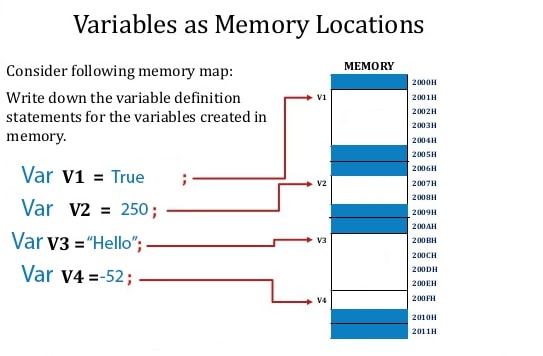 Variables as Memory Locations
Consider following memory map:
Write down the variable definition
statements for the variables created in
memory.
Var V1 = True ;
Var V2 = 250 ;
Var V3 = “Hello”;
Var V4 =-52 ;
MEMORY
V1
V2
V3
V4
2000H
2001H
2002H
2003H
2004H
2005H
2006H
2007H
2008H
2009H
200AH
200BH
200CH
200DH
200EH
200FH
2010H
2011H